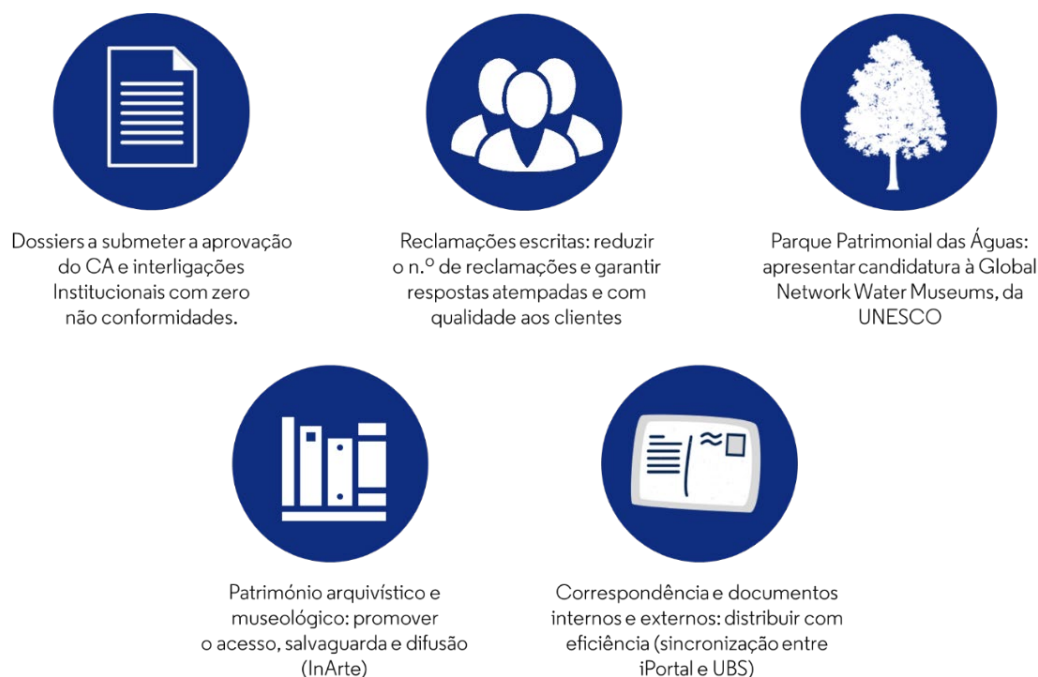 Dossiers a submeter a aprovação
do CA e interligações
Institucionais com zero
não conformidades.
Reclamações escritas: reduzir
o n.º de reclamações e garantir
respostas atempadas e com
qualidade aos clientes
Parque Patrimonial das Águas:
apresentar candidatura à Global
Network Water Museums, da
UNESCO
Património arquivístico e
museológico: promover
o acesso, salvaguarda e difusão
(InArte)
Correspondência e documentos
internos e externos: distribuir com
eficiência (sincronização entre
iPortal e UBS)